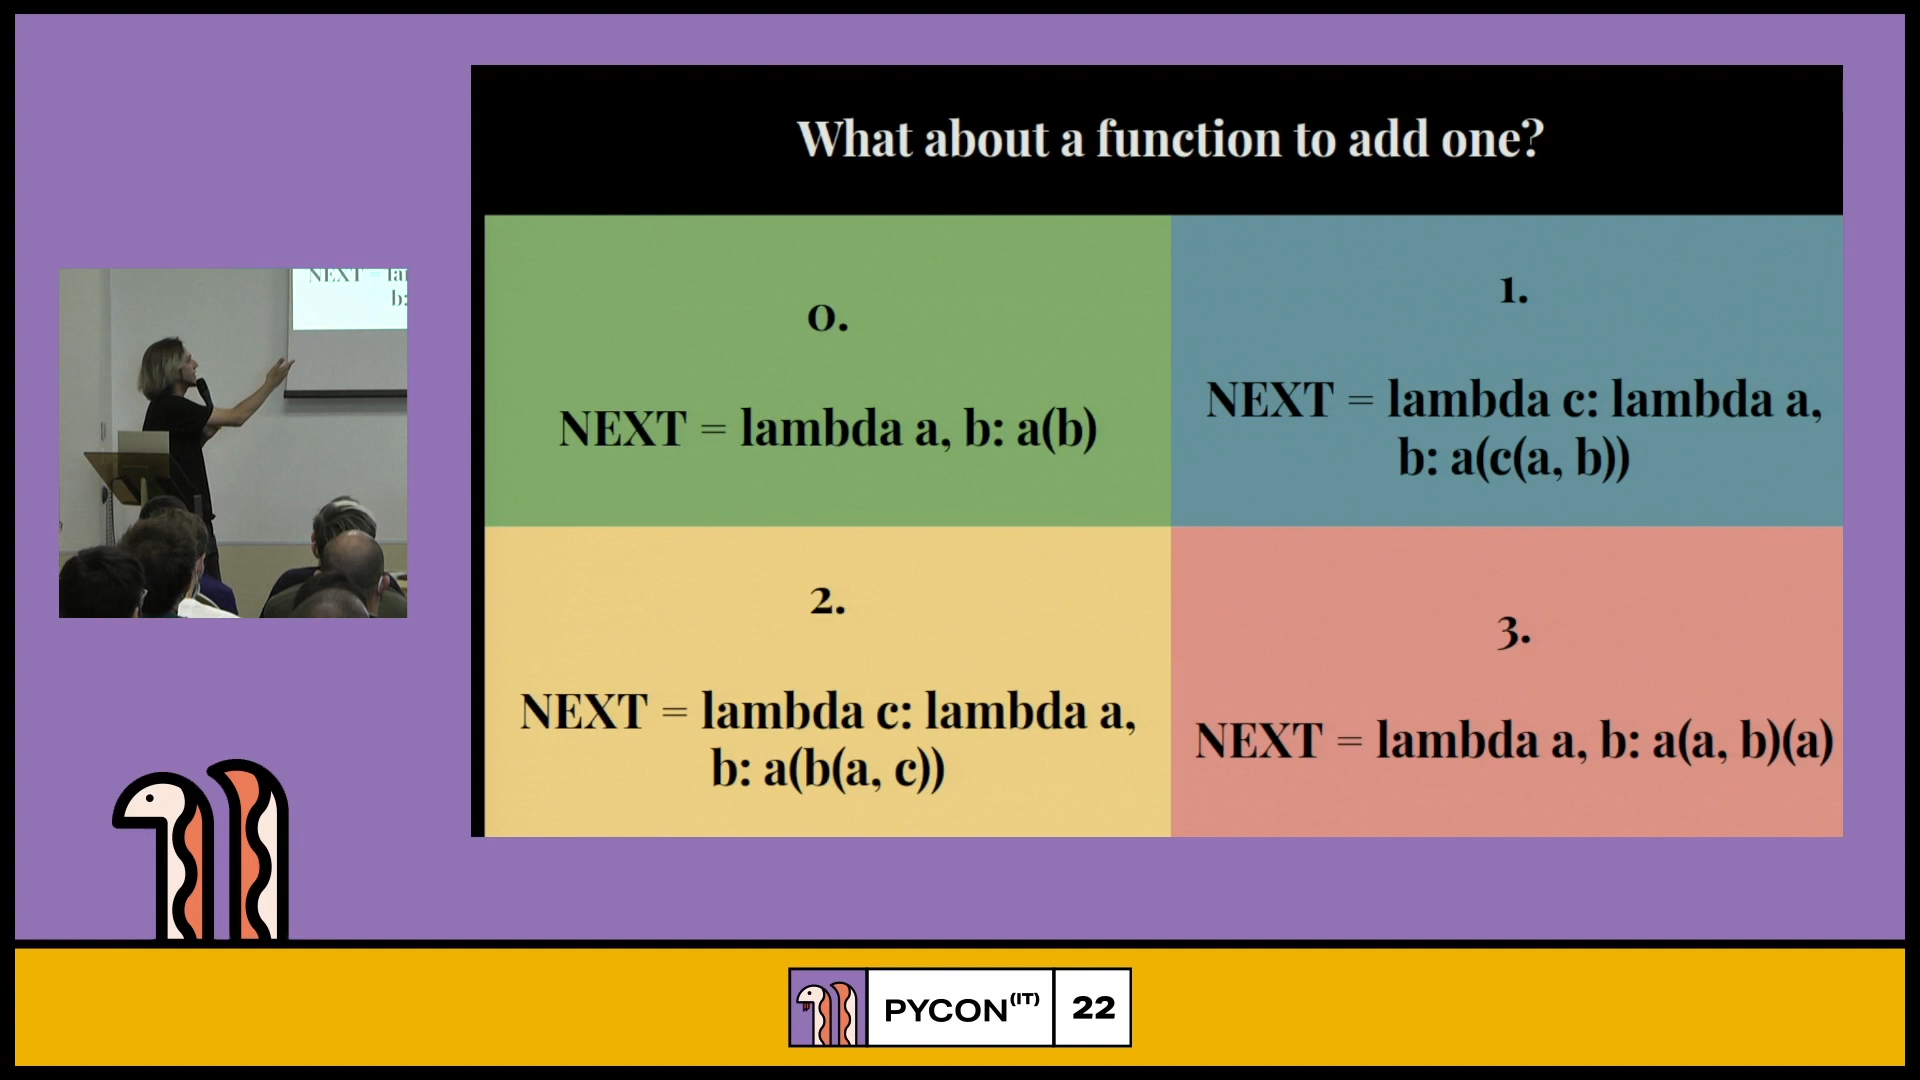 What about a function to add one?
0.
NEXT = lambda a, b: a(b)
1.
NEXT = lambda c: lambda a,
b: a(c(a, b))
2.
NEXT = lambda c: lambda a,
b: a(b(a, c))
3.
NEXT = lambda a, b: a(a, b)(a)
NEXT
b:
PYCON(IT) 22